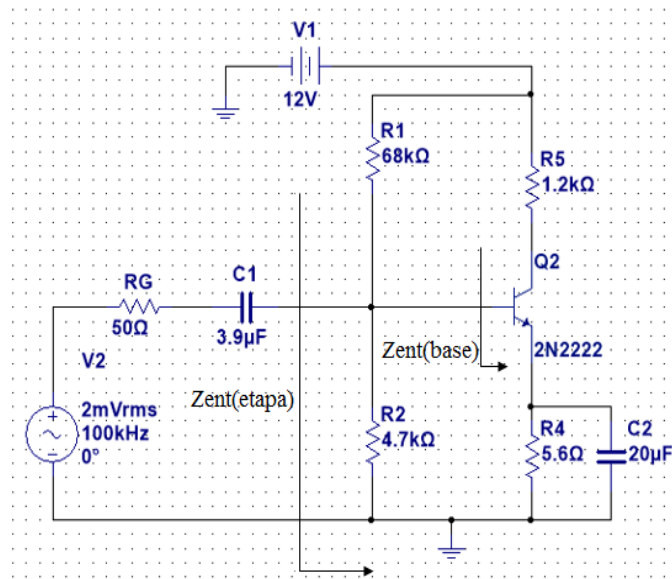 V1
12V
R1
68kΩ
R5
1.2kΩ
Q2
2N2222
RG
50Ω
C1
3.9µF
Zent(base)
Zent(etapa)
V2
2mVrms
100kHz
0°
R2
4.7kΩ
R4
5.6Ω
C2
20µF